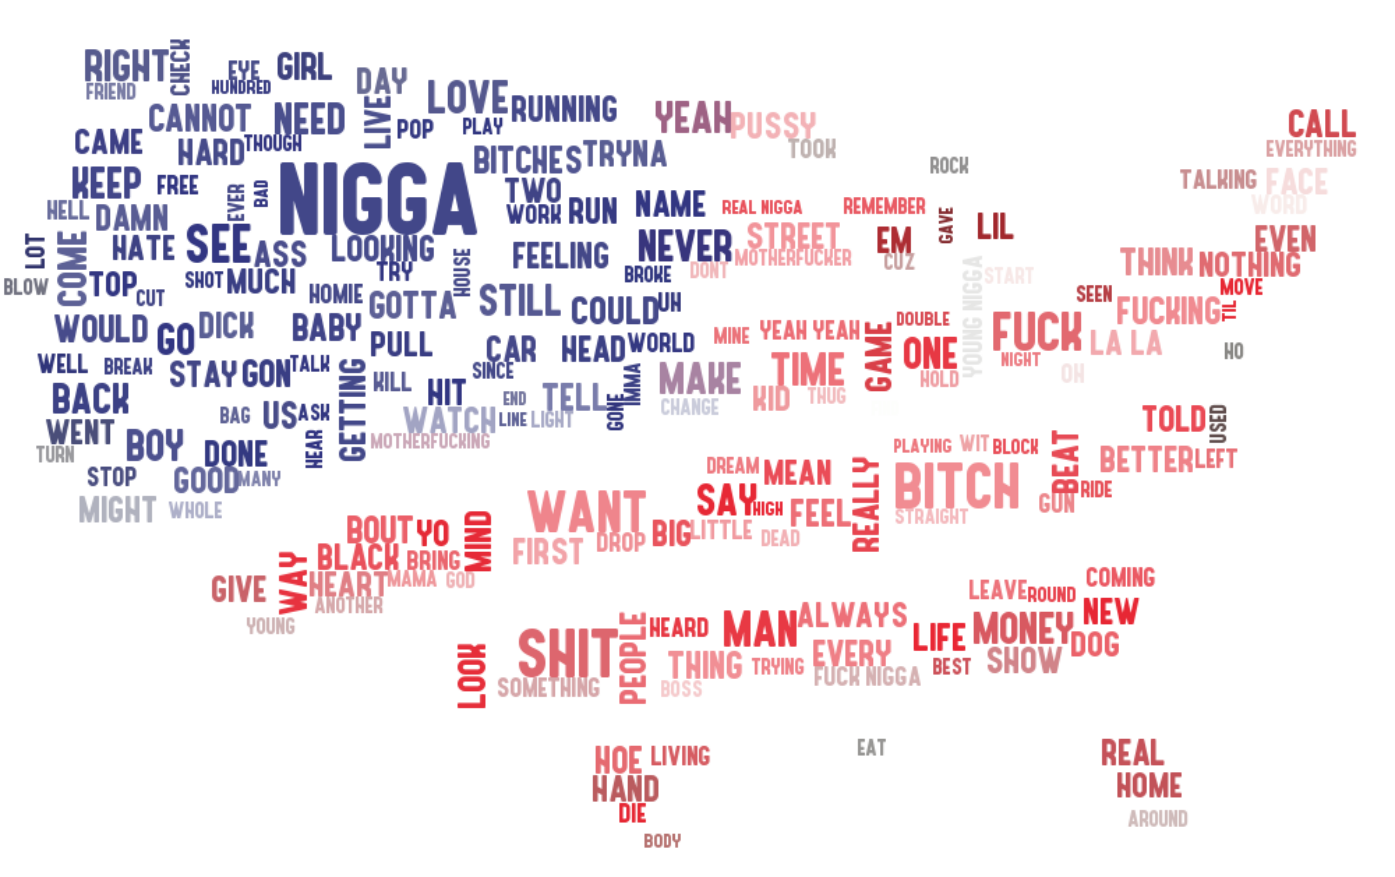 RIGHT
CHECK
EYE
GIRL
FRIEND
HUNDRED
DAY
LOVE
RUNNING
CANNOT
NEED
LIVE
POP
PLAY
YEAH
PUSSY
CALL
CAME
HARD
THOUGH
BITCHES
TRYNA
TOOK
EVERYTHING
ROCK
KEEP
FREE
EVER
BAD
NIGGA
TWO
TALKING
FACE
HELL
DAMN
WORK
RUN
NAME
REAL NIGGA
REMEMBER
GAVE
LIL
WORD
LOT
COME
HATE
SEE
ASS
LOOKING
FEELING
NEVER
STREET
EM
EVEN
MOTHERFUCKER
CUZ
BLOW
TOP
CUT
SHOT
MUCH
TRY
HOUSE
BROKE
DONT
YOUNG NIGGA
START
THINK
NOTHING
HOMIE
GOTTA
STILL
COULD
UH
SEEN
MOVE
WOULD
GO
DICK
BABY
PULL
CAR
HEAD
WORLD
MINE
YEAH YEAH
GAME
DOUBLE
FUCK
FUCKING
TIL
ONE
LA LA
HO
WELL
BREAK
STAY
GON
TALK
GETTING
KILL
SINCE
IMMA
MAKE
TIME
HOLD
NIGHT
OH
BACK
BAG
US
ASK
HIT
END
TELL
GONE
CHANGE
KID
THUG
WENT
BOY
HEAR
WATCH
LINE
LIGHT
TOLD
USED
TURN
DONE
MOTHERFUCKING
PLAYING
WIT
BLOCK
BEAT
BETTER
LEFT
STOP
GOOD
MANY
DREAM
MEAN
REALLY
BITCH
RIDE
MIGHT
WHOLE
WANT
SAY
HIGH
FEEL
STRAIGHT
GUN
BOUT
YO
MIND
FIRST
DROP
BIG
LITTLE
DEAD
BLACK
BRING
GIVE
WAY
HEART
MAMA
GOD
LEAVE
ROUND
COMING
ANOTHER
YOUNG
PEOPLE
HEARD
MAN
ALWAYS
LIFE
MONEY
NEW
LOOK
SHIT
THING
TRYING
EVERY
BEST
SHOW
DOG
SOMETHING
BOSS
FUCK NIGGA
HOE
LIVING
EAT
REAL
HAND
HOME
DIE
AROUND
BODY